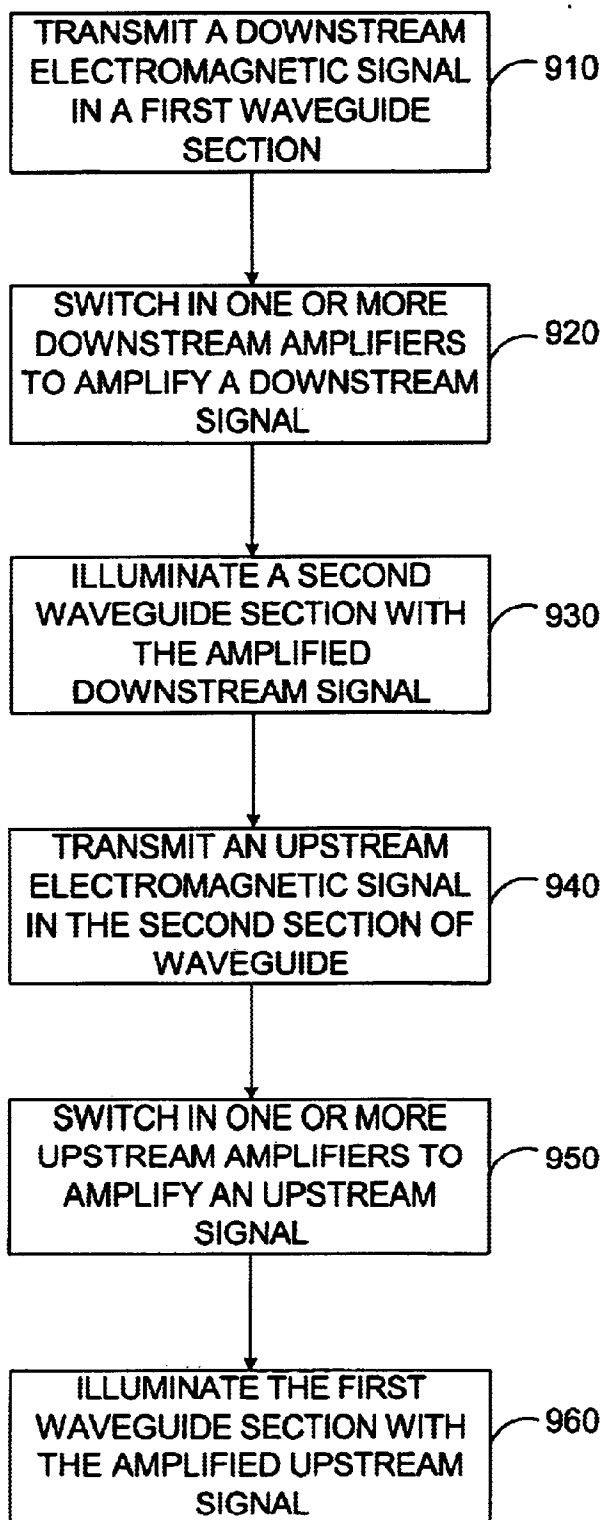 TRANSMIT A DOWNSTREAM
ELECTROMAGNETIC SIGNAL
IN A FIRST WAVEGUIDE
SECTION
910
SWITCH IN ONE OR MORE
DOWNSTREAM AMPLIFIERS
TO AMPLIFY A DOWNSTREAM
SIGNAL
920
ILLUMINATE A SECOND
WAVEGUIDE SECTION WITH
THE AMPLIFIED
DOWNSTREAM SIGNAL
930
TRANSMIT AN UPSTREAM
ELECTROMAGNETIC SIGNAL
IN THE SECOND SECTION OF
WAVEGUIDE
940
SWITCH IN ONE OR MORE
UPSTREAM AMPLIFIERS TO
AMPLIFY AN UPSTREAM
SIGNAL
950
ILLUMINATE THE FIRST
WAVEGUIDE SECTION WITH
THE AMPLIFIED UPSTREAM
SIGNAL
960